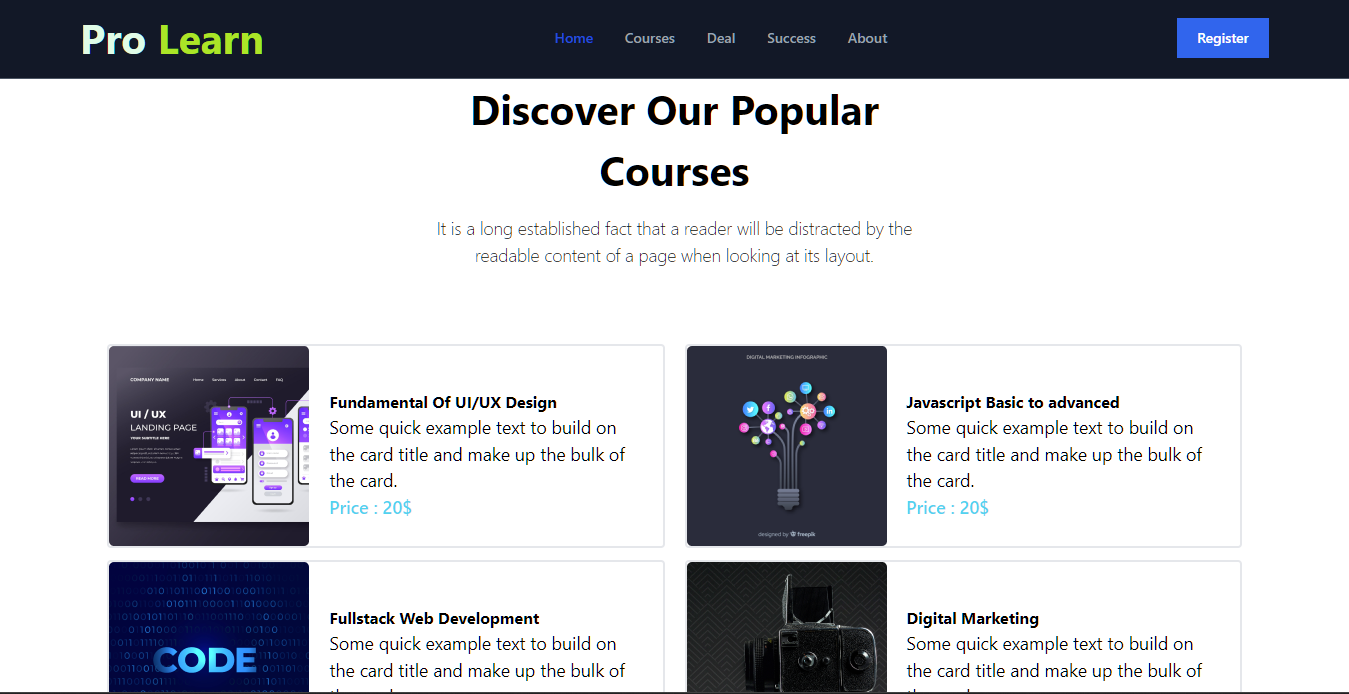 Pro Learn
Home Courses Deal Success About
Register
Discover Our Popular
Courses
It is a long established fact that a reader will be distracted by the
readable content of a page when looking at its layout.
COMPANY NAME Home Services About Contact FAQ
UI / UX
LANDING PAGE
YOUR SUBTITLE HERE
READ MORE
Fundamental Of UI/UX Design
Some quick example text to build on
the card title and make up the bulk of
the card.
Price : 20$
DIGITAL MARKETING INFOGRAPHIC
designed by freepik
Javascript Basic to advanced
Some quick example text to build on
the card title and make up the bulk of
the card.
Price : 20$
CODE
Fullstack Web Development
Some quick example text to build on
the card title and make up the bulk of
Digital Marketing
Some quick example text to build on
the card title and make up the bulk of